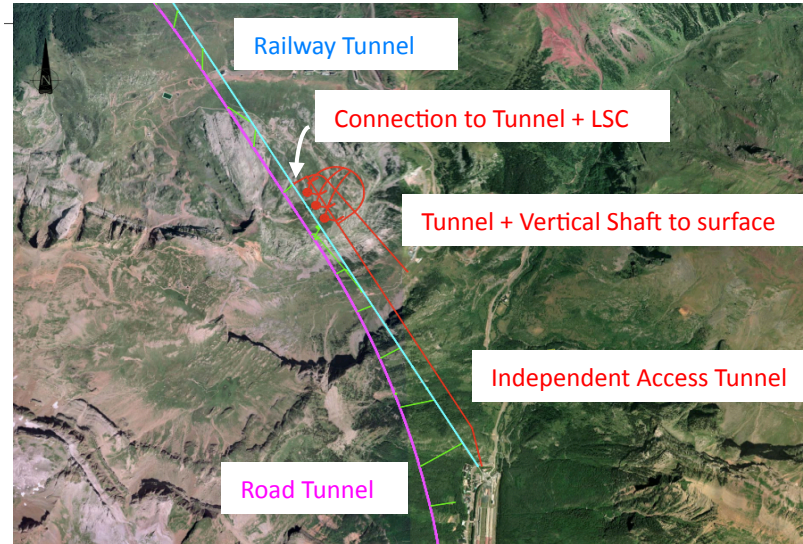 Railway Tunnel
Connection to Tunnel + LSC
N
Tunnel + Vertical Shaft to surface
Independent Access Tunnel
Road Tunnel